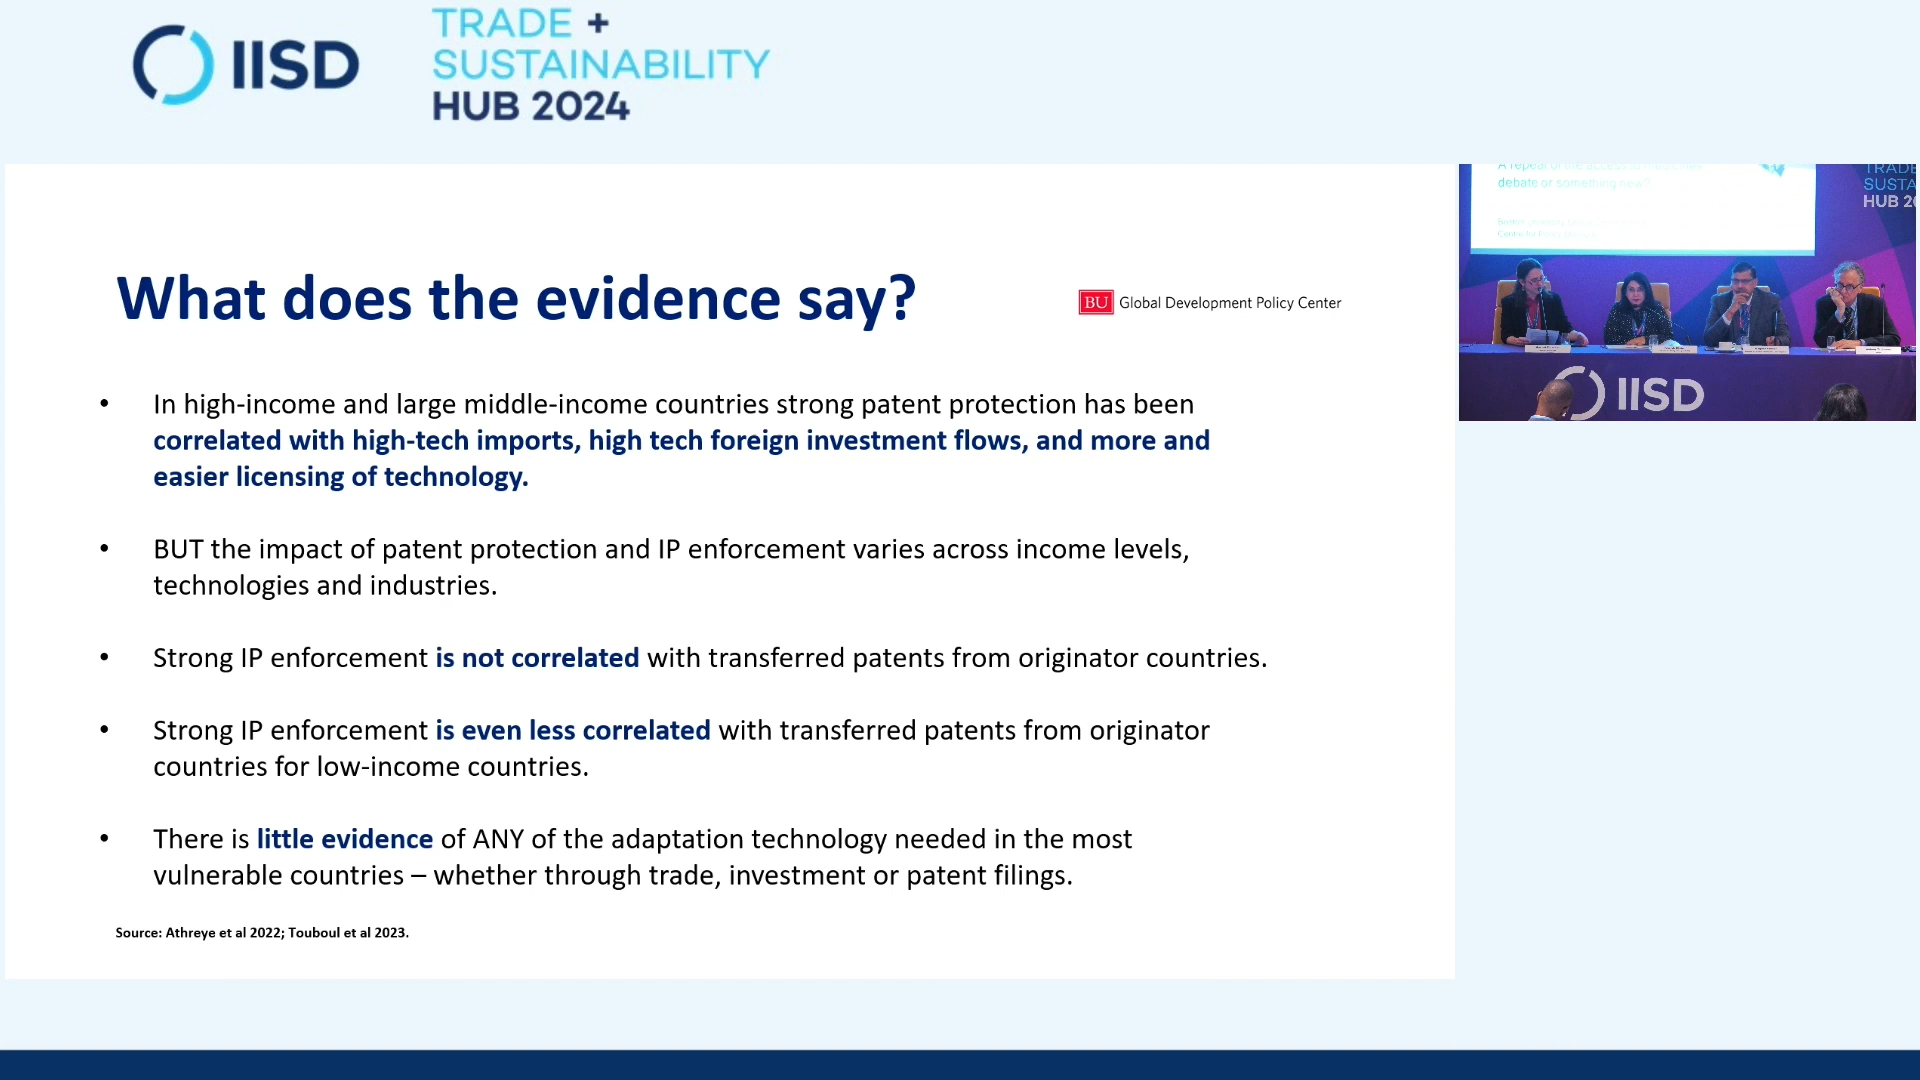 IISD
TRADE +
SUSTAINABILITY
HUB 2024
What does the evidence say?
BU Global Development Policy Center
• In high-income and large middle-income countries strong patent protection has been
correlated with high-tech imports, high tech foreign investment flows, and more and
easier licensing of technology.
• BUT the impact of patent protection and IP enforcement varies across income levels,
technologies and industries.
• Strong IP enforcement is not correlated with transferred patents from originator countries.
• Strong IP enforcement is even less correlated with transferred patents from originator
countries for low-income countries.
• There is little evidence of ANY of the adaptation technology needed in the most
vulnerable countries – whether through trade, investment or patent filings.
Source: Athreye et al 2022; Touboul et al 2023.
debate or something new?
TRADE
SUSTA
HUB 20
IISD